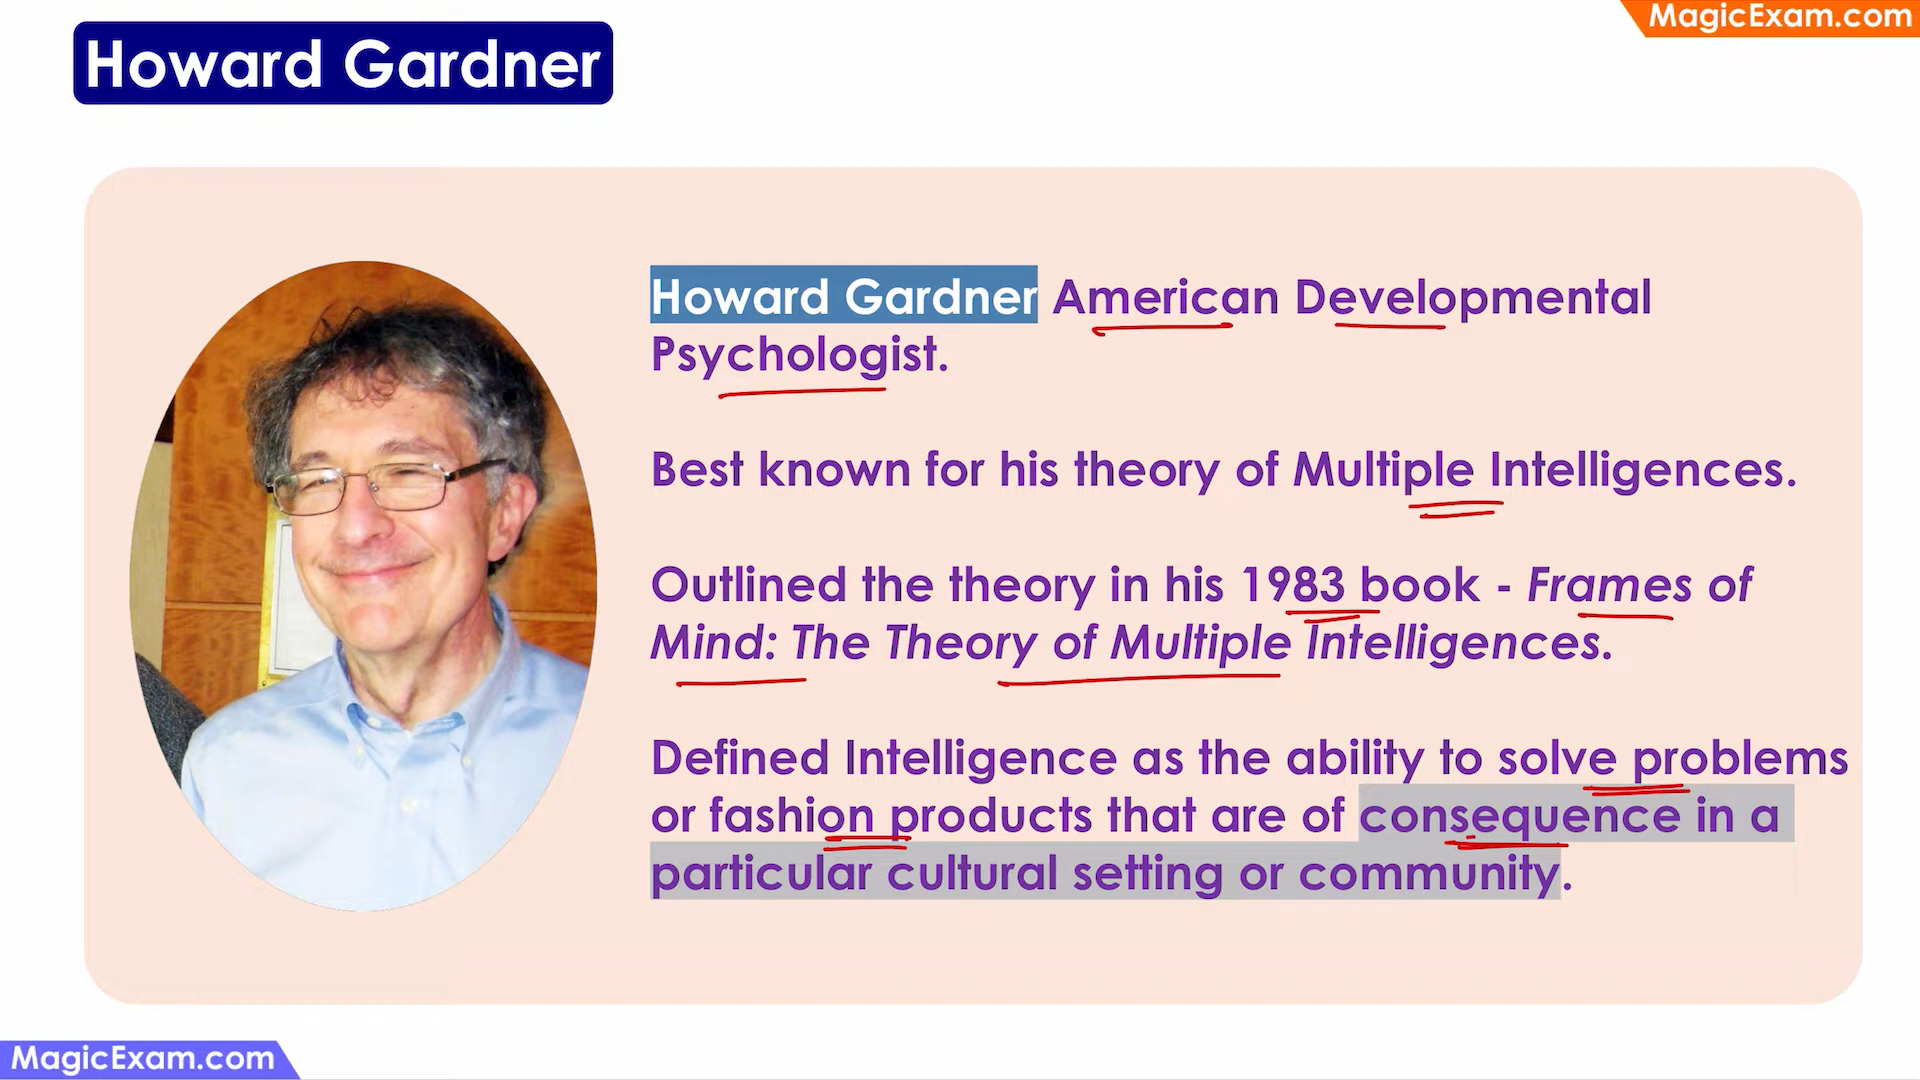 MagicExam.com
Howard Gardner
Howard Gardner American Developmental
Psychologist.
Best known for his theory of Multiple Intelligences.
Outlined the theory in his 1983 book - Frames of
Mind: The Theory of Multiple Intelligences.
Defined Intelligence as the ability to solve problems
or fashion products that are of consequence in a
particular cultural setting or community.
MagicExam.com